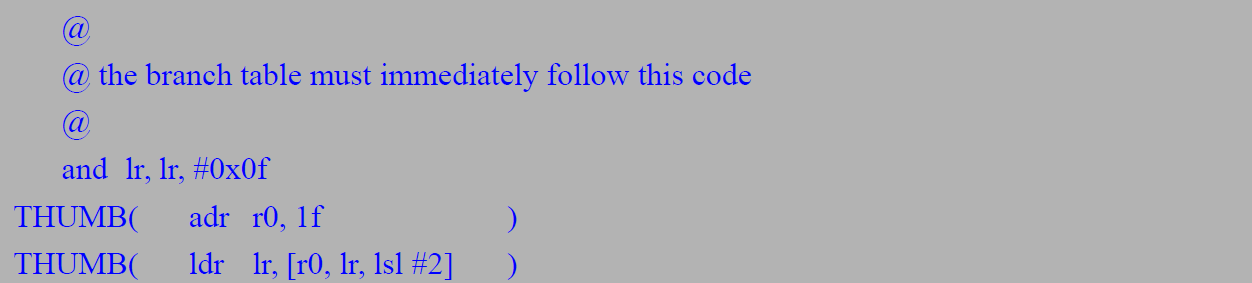 @
@ the branch table must immediately follow this code
@
and lr, lr, #0x0f
THUMB( adr r0, 1f )
THUMB( ldr lr, [r0, lr, lsl #2] )